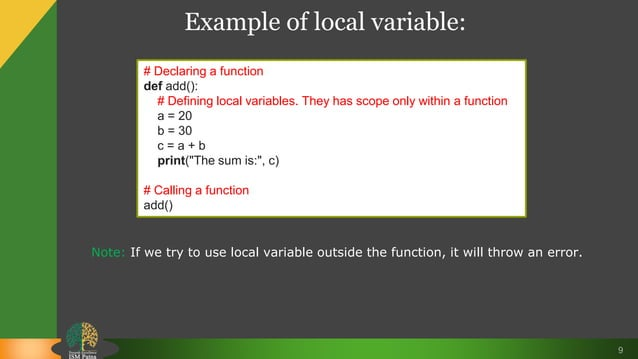 Example of local variable:
# Declaring a function
def add():
# Defining local variables. They has scope only within a function
a = 20
b = 30
c = a + b
print("The sum is:", c)
# Calling a function
add()
Note: If we try to use local variable outside the function, it will throw an error.
ISM Patna
9